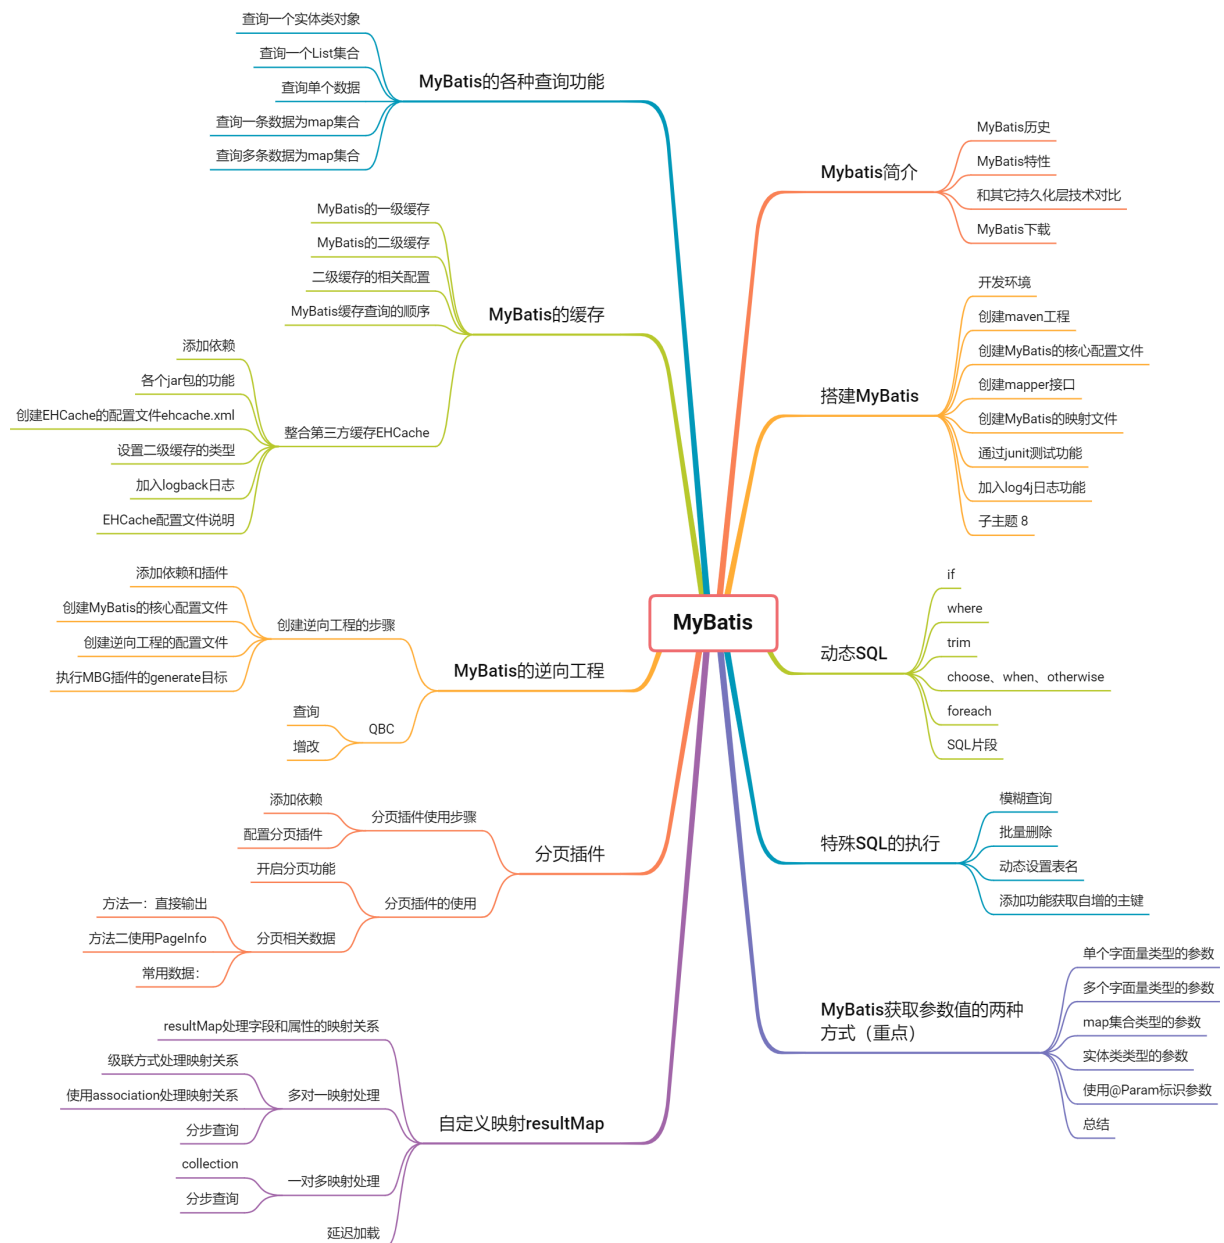 MyBatis
Mybatis简介
MyBatis历史
MyBatis特性
和其它持久化层技术对比
MyBatis下载
搭建MyBatis
开发环境
创建maven工程
创建MyBatis的核心配置文件
创建mapper接口
创建MyBatis的映射文件
通过junit测试功能
加入log4j日志功能
子主题 8
动态SQL
if
where
trim
choose、when、otherwise
foreach
SQL片段
特殊SQL的执行
模糊查询
批量删除
动态设置表名
添加功能获取自增的主键
MyBatis获取参数值的两种
方式（重点）
单个字面量类型的参数
多个字面量类型的参数
map集合类型的参数
实体类类型的参数
使用@Param标识参数
总结
MyBatis的各种查询功能
查询一个实体类对象
查询一个List集合
查询单个数据
查询一条数据为map集合
查询多条数据为map集合
MyBatis的缓存
MyBatis的一级缓存
MyBatis的二级缓存
二级缓存的相关配置
MyBatis缓存查询的顺序
整合第三方缓存EHCache
添加依赖
各个jar包的功能
创建EHCache的配置文件ehcache.xml
设置二级缓存的类型
加入logback日志
EHCache配置文件说明
MyBatis的逆向工程
创建逆向工程的步骤
添加依赖和插件
创建MyBatis的核心配置文件
创建逆向工程的配置文件
执行MBG插件的generate目标
QBC
查询
增改
分页插件
分页插件使用步骤
添加依赖
配置分页插件
分页插件的使用
开启分页功能
分页相关数据
方法一：直接输出
方法二使用PageInfo
常用数据：
自定义映射resultMap
resultMap处理字段和属性的映射关系
多对一映射处理
级联方式处理映射关系
使用association处理映射关系
分步查询
一对多映射处理
collection
分步查询
延迟加载